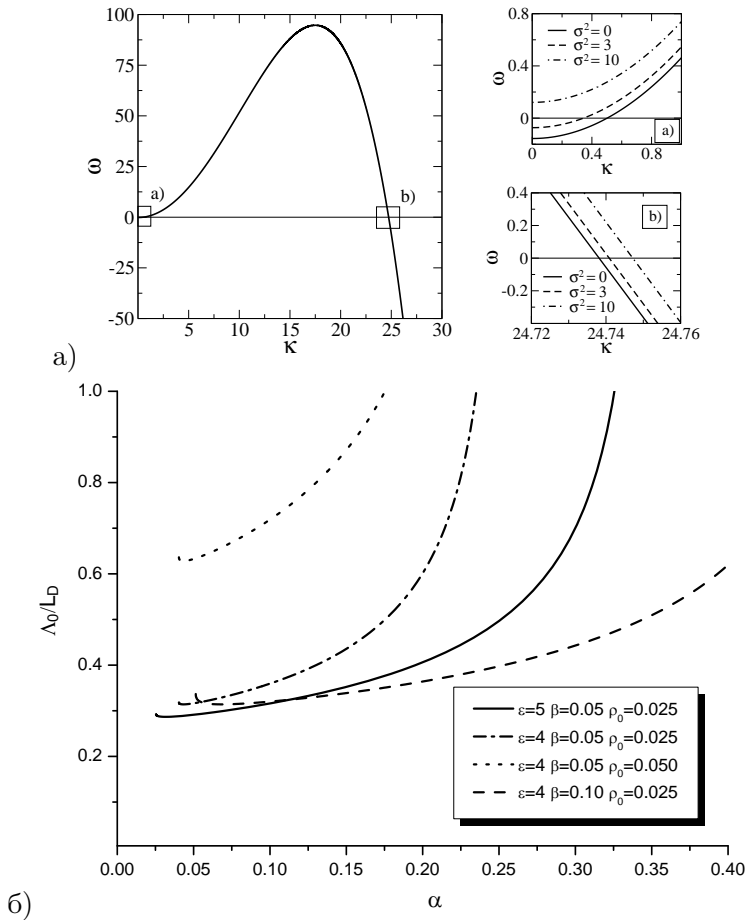 100
75
50
25
0
-25
-50
ω
a)
b)
5 10 15 20 25 30
κ
0.8
0.4
0
ω
σ² = 0
σ² = 3
σ² = 10
a)
0 0.4 0.8
κ
0.4
0.2
0
-0.2
ω
b)
σ² = 0
σ² = 3
σ² = 10
24.72 24.74 24.76
κ
а)
1.0
0.8
0.6
0.4
0.2
Λ₀/L_D
ε=5 β=0.05 ρ₀=0.025
ε=4 β=0.05 ρ₀=0.025
ε=4 β=0.05 ρ₀=0.050
ε=4 β=0.10 ρ₀=0.025
0.00 0.05 0.10 0.15 0.20 0.25 0.30 0.35 0.40
α
б)